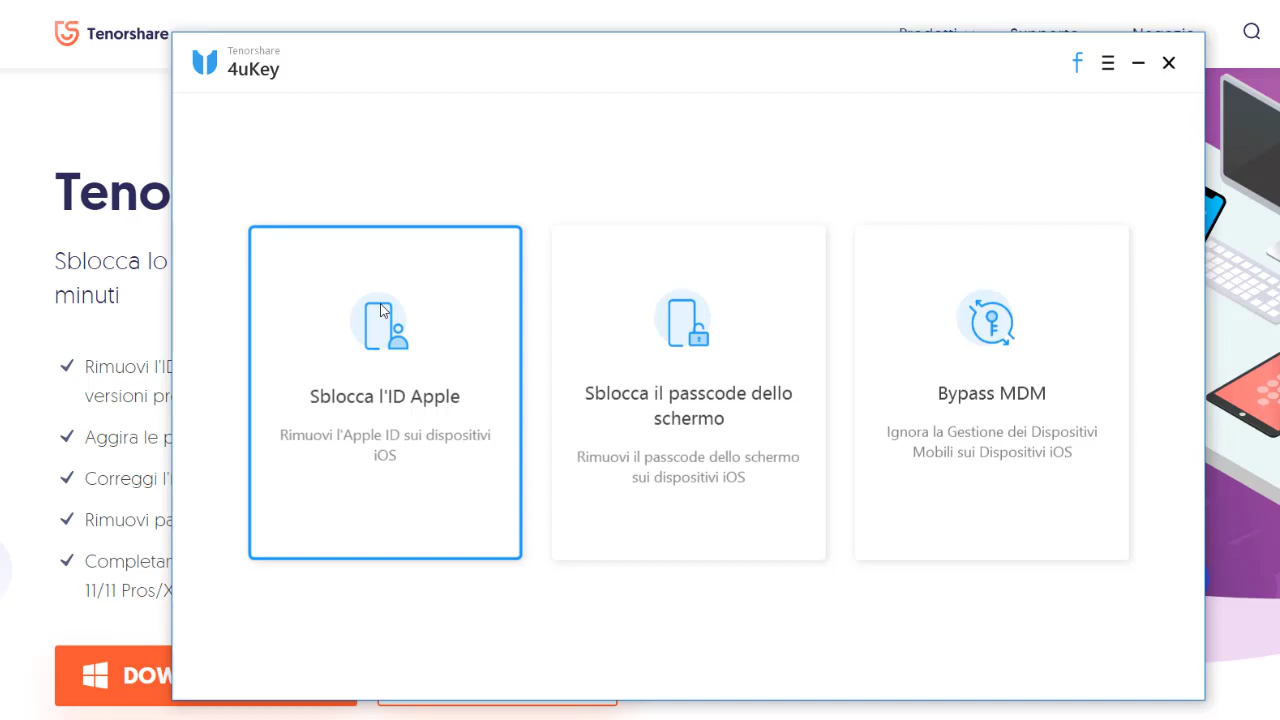 Tenorshare
Tenorshare
4uKey
f
Teno
Sblocca lo
minuti
Rimuovi l'ID
versioni pr
Aggira le p
Correggi l'
Rimuovi pa
Completan
11/11 Pros/X
DOW
Sblocca l'ID Apple
Rimuovi l'Apple ID sui dispositivi
iOS
Sblocca il passcode dello
schermo
Rimuovi il passcode dello schermo
sui dispositivi iOS
Bypass MDM
Ignora la Gestione dei Dispositivi
Mobili sui Dispositivi iOS